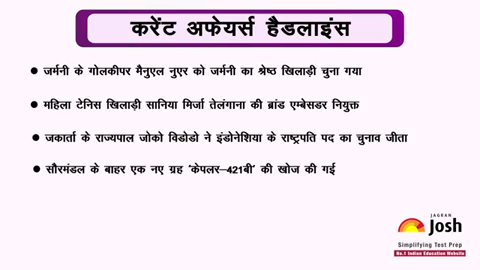 करेंट अफेयर्स हैडलाइंस
● जर्मनी के गोलकीपर मैनुएल नुएर को जर्मनी का श्रेष्ठ खिलाड़ी चुना गया
● महिला टेनिस खिलाड़ी सानिया मिर्जा तेलंगाना की ब्रांड एम्बेसडर नियुक्त
● जकार्ता के राज्यपाल जोको विडोडो ने इंडोनेशिया के राष्ट्रपति पद का चुनाव जीता
● सौरमंडल के बाहर एक नए ग्रह 'केपलर–421बी' की खोज की गई
JAGRAN
Josh
Simplifying Test Prep
No.1 Indian Education Website